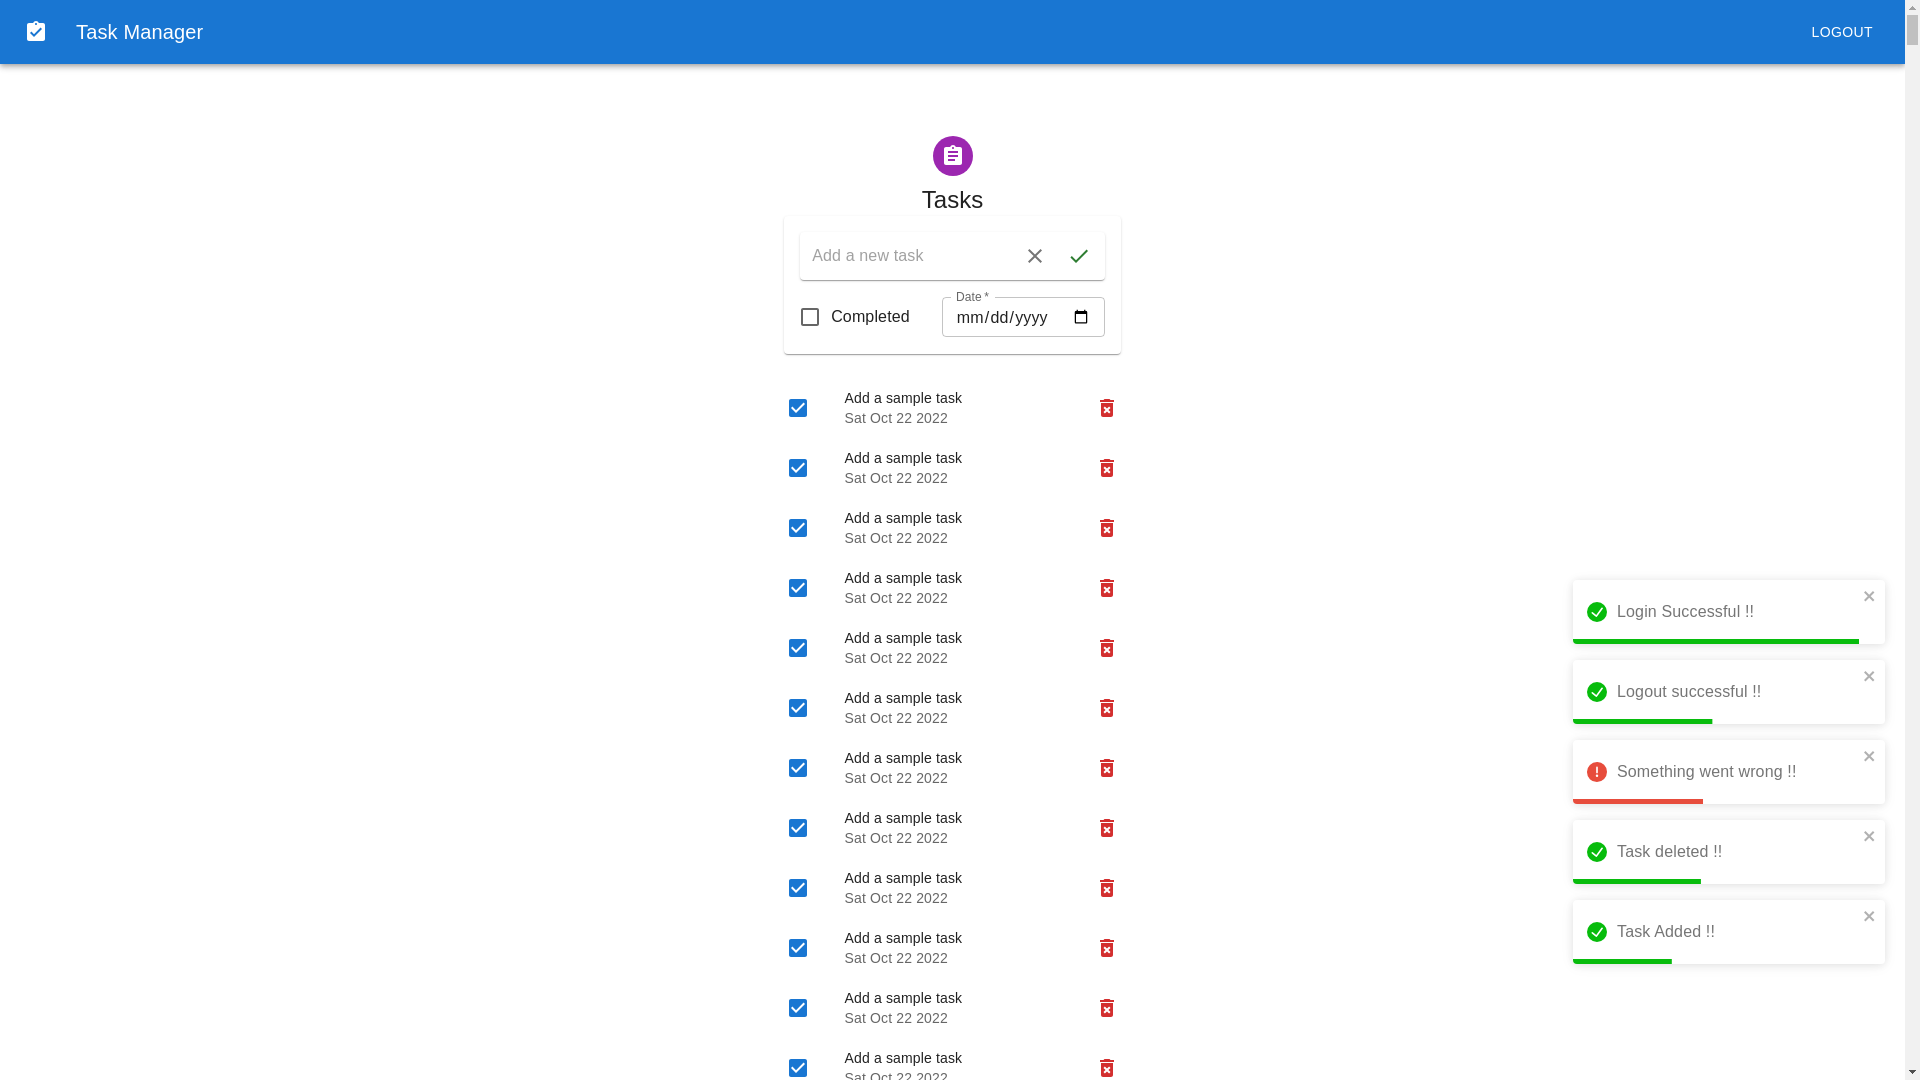 Task Manager
LOGOUT
Tasks
Add a new task
Date *
Completed
mm/dd/yyyy
Add a sample task
Sat Oct 22 2022
Add a sample task
Sat Oct 22 2022
Add a sample task
Sat Oct 22 2022
Add a sample task
Sat Oct 22 2022
Add a sample task
Sat Oct 22 2022
Add a sample task
Sat Oct 22 2022
Add a sample task
Sat Oct 22 2022
Add a sample task
Sat Oct 22 2022
Add a sample task
Sat Oct 22 2022
Add a sample task
Sat Oct 22 2022
Add a sample task
Sat Oct 22 2022
Add a sample task
Sat Oct 22 2022
Login Successful !!
Logout successful !!
Something went wrong !!
Task deleted !!
Task Added !!